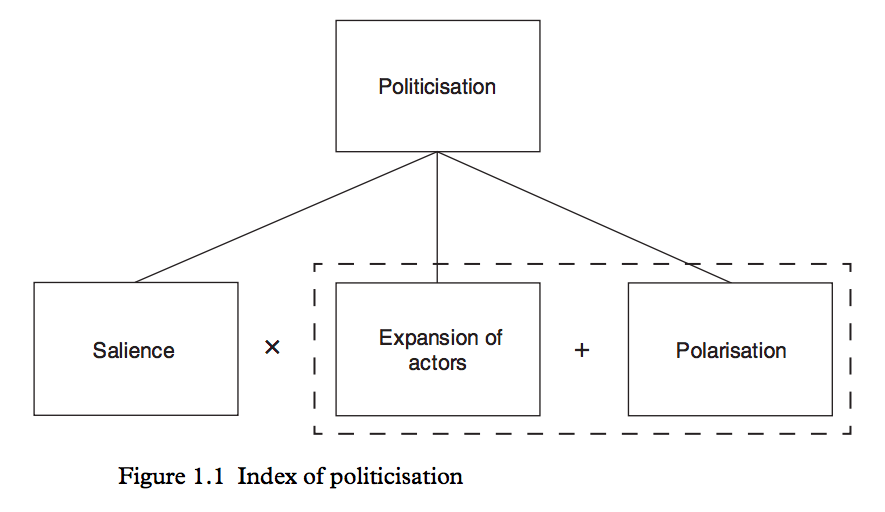 Politicisation
Salience
×
Expansion of
actors
+
Polarisation
Figure 1.1 Index of politicisation